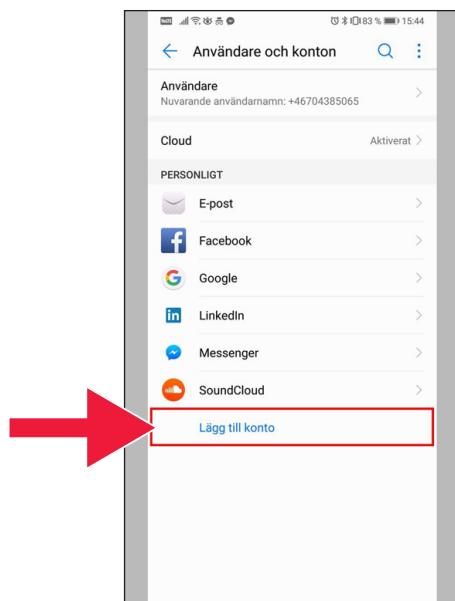 83 % 15:44
Användare och konton
Användare
Nuvarande användarnamn: +46704385065
Cloud
Aktiverat
PERSONLIGT
E-post
Facebook
Google
LinkedIn
Messenger
SoundCloud
Lägg till konto